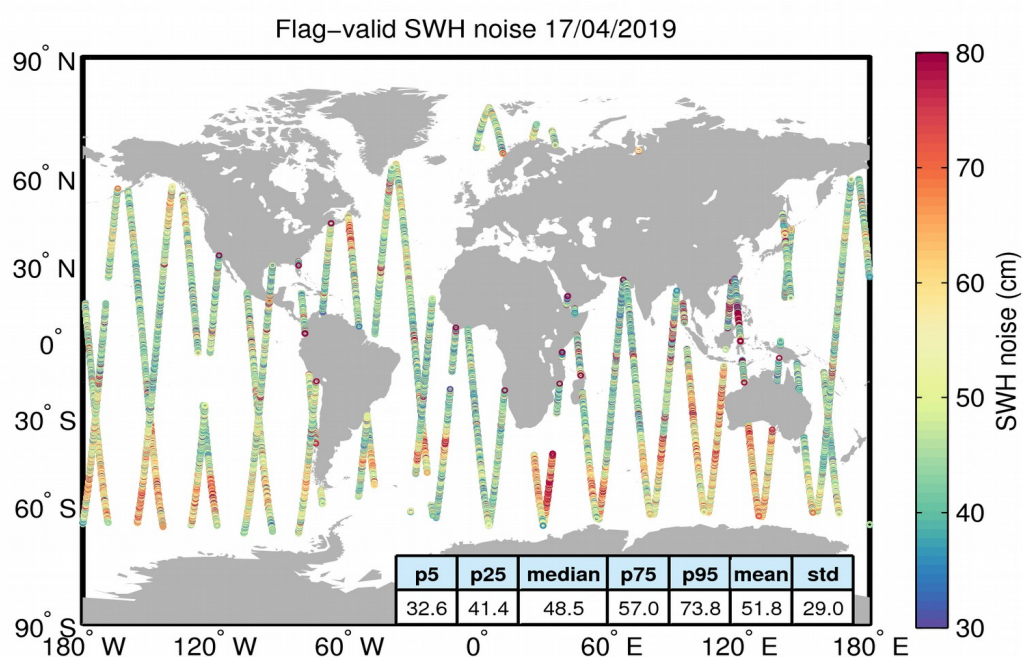 Flag−valid SWH noise 17/04/2019
90° N
60° N
30° N
0°
30° S
60° S
90° S
180° W
120° W
60° W
0°
60° E
120° E
180° E
80
70
60
50
40
30
SWH noise (cm)
p5 p25 median p75 p95 mean std
32.6 41.4 48.5 57.0 73.8 51.8 29.0